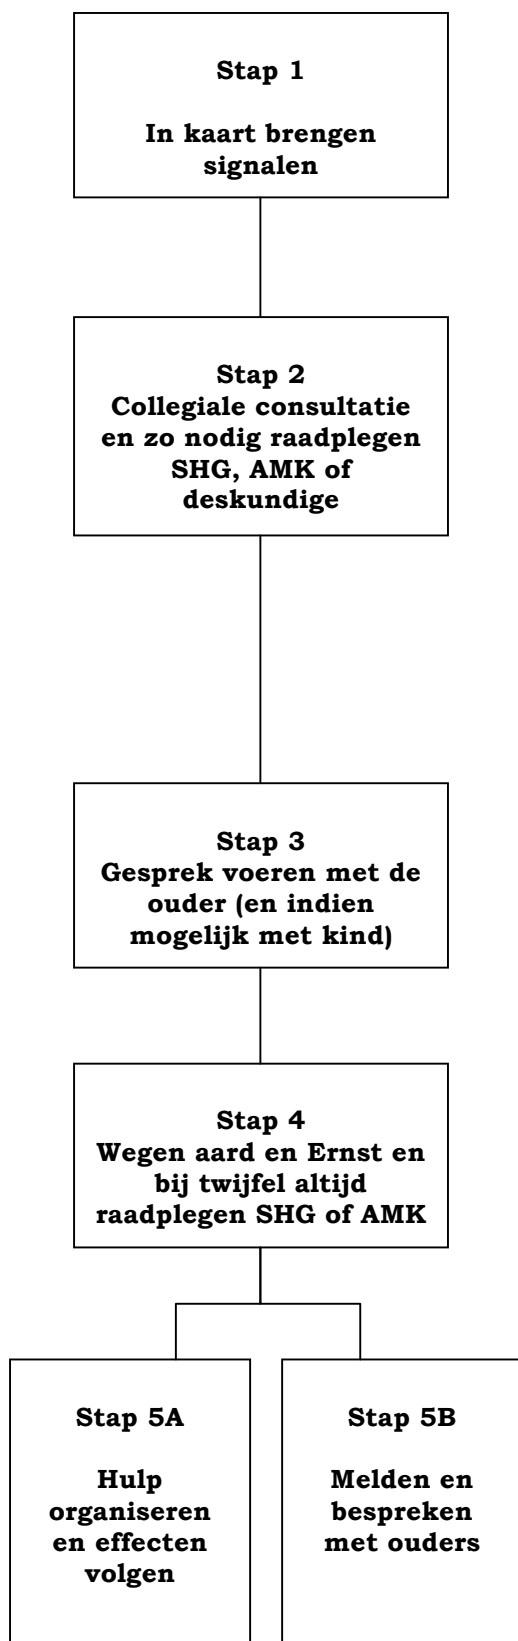 Stap 1
In kaart brengen
signalen
Stap 2
Collegiale consultatie
en zo nodig raadplegen
SHG, AMK of
deskundige
Stap 3
Gesprek voeren met de
ouder (en indien
mogelijk met kind)
Stap 4
Wegen aard en Ernst en
bij twijfel altijd
raadplegen SHG of AMK
Stap 5A
Hulp
organiseren
en effecten
volgen
Stap 5B
Melden en
bespreken
met ouders